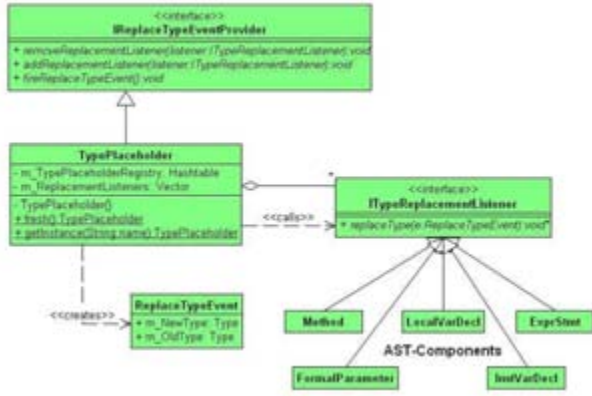 <<interface>>
IReplaceTypeEventProvider
+ removeReplacementListener(listener:ITypeReplacementListener):void
+ addReplacementListener(listener:ITypeReplacementListener):void
+ fireReplaceTypeEvent():void
TypePlaceholder
- m_TypePlaceholderRegistry: Hashtable
- m_ReplacementListeners: Vector
- TypePlaceholder()
+ fresh():TypePlaceholder
+ getInstance(String name):TypePlaceholder
*
<<interface>>
ITypeReplacementListener
+ replaceType(e:ReplaceTypeEvent):void"
<<calls>>
<<creates>>
ReplaceTypeEvent
+ m_NewType: Type
+ m_OldType: Type
Method
LocalVarDecl
ExprStmt
AST-Components
FormalParameter
InstVarDecl